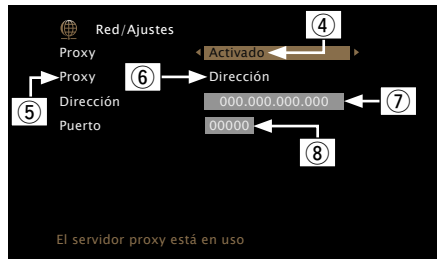 Red/Ajustes
④
Proxy Activado
⑤ Proxy ⑥ Dirección
Dirección 000.000.000.000 ⑦
Puerto 00000 ⑧
El servidor proxy está en uso